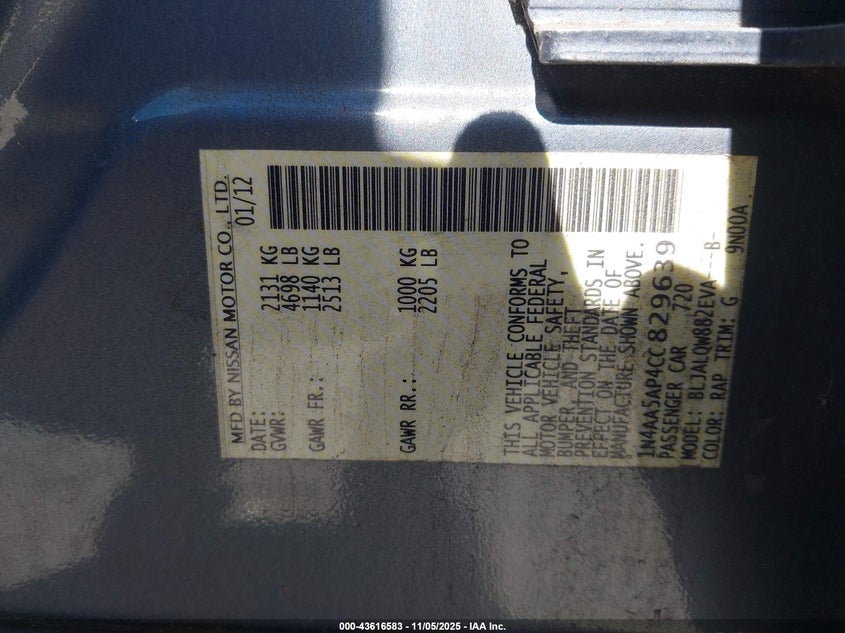 MFD BY NISSAN MOTOR CO., LTD.
DATE: 01/12
GVWR: 2131 KG
4698 LB
GAWR FR.: 1140 KG
2513 LB
GAWR RR.: 1000 KG
2205 LB
THIS VEHICLE CONFORMS TO
ALL APPLICABLE FEDERAL
MOTOR VEHICLE SAFETY,
BUMPER AND THEFT
PREVENTION STANDARDS IN
EFFECT ON THE DATE OF
MANUFACTURE SHOWN ABOVE.
1N4AA5AP4CC829639
PASSENGER CAR 720
MODEL: BLJALQW882EVA---B-
COLOR: RAP TRIM: G 9N00A
000-43616583 - 11/05/2025 - IAA Inc.